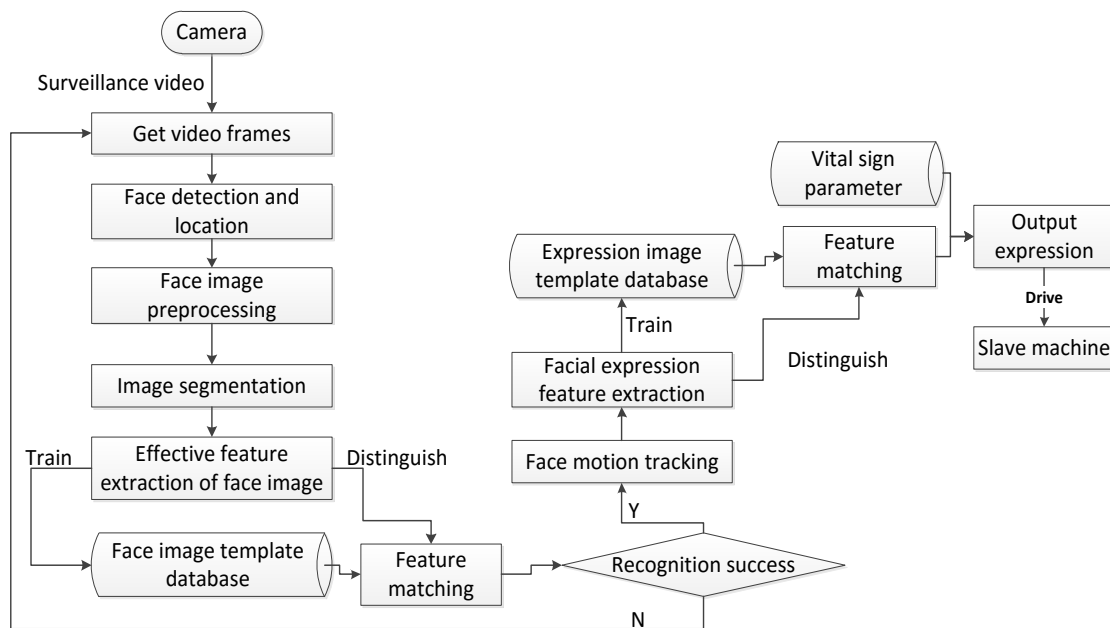 Camera
Surveillance video
Get video frames
Face detection and
location
Face image
preprocessing
Image segmentation
Effective feature
extraction of face image
Train
Distinguish
Face image template
database
Feature
matching
Recognition success
N
Y
Face motion tracking
Facial expression
feature extraction
Train
Distinguish
Expression image
template database
Feature
matching
Vital sign
parameter
Output
expression
Drive
Slave machine